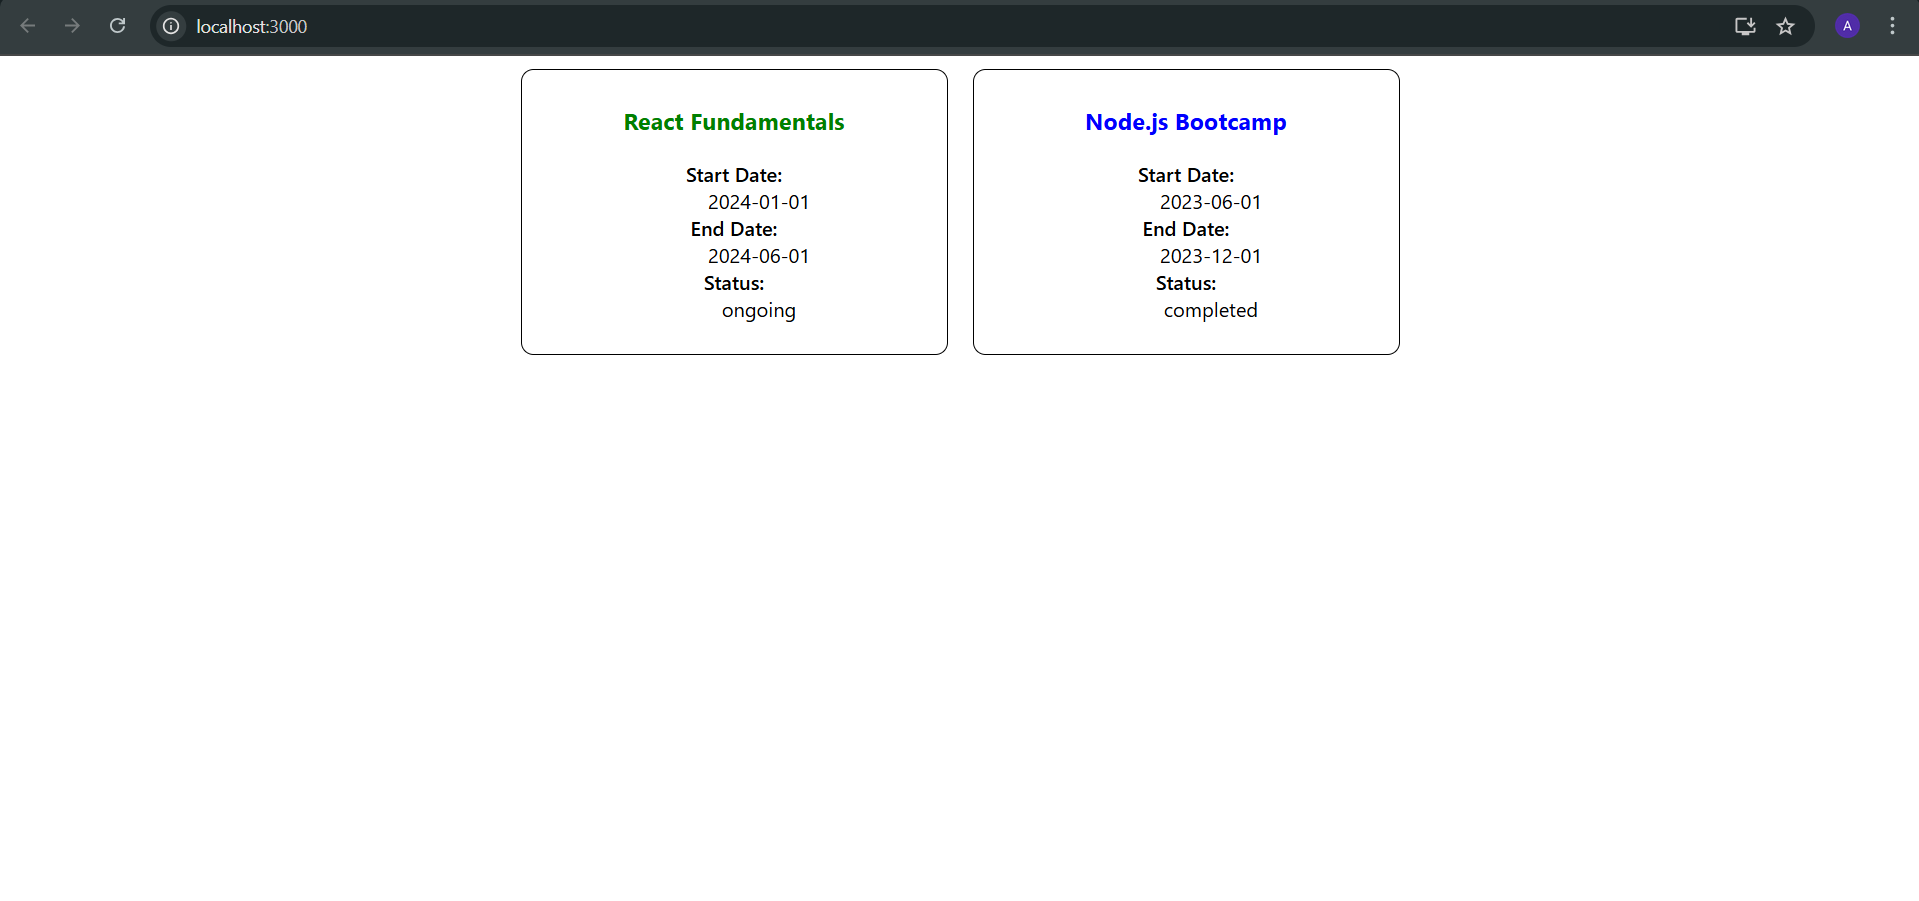 localhost:3000
A
React Fundamentals
Start Date:
2024-01-01
End Date:
2024-06-01
Status:
ongoing
Node.js Bootcamp
Start Date:
2023-06-01
End Date:
2023-12-01
Status:
completed